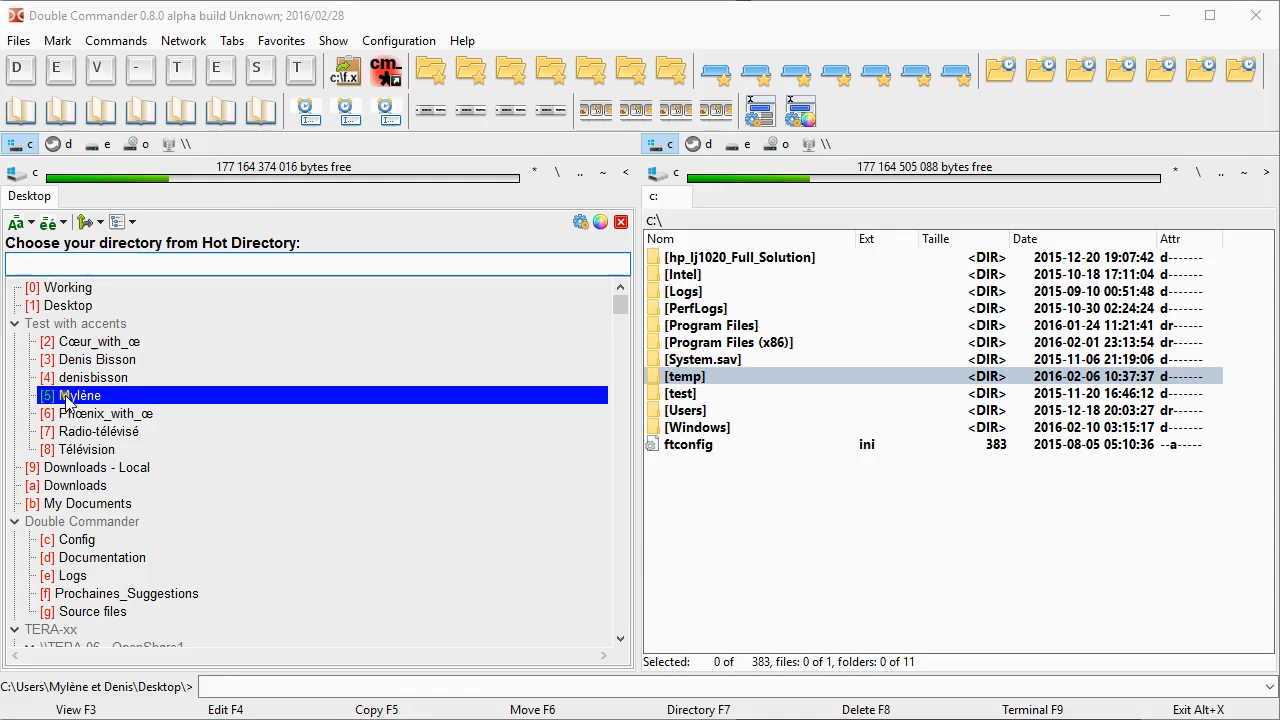 Double Commander 0.8.0 alpha build Unknown; 2016/02/28
Files Mark Commands Network Tabs Favorites Show Configuration Help
D E V - T E S T c:\f.x cm_
c d e o \\ c d e o \\
c 177 164 374 016 bytes free * \ .. ~ < c 177 164 505 088 bytes free * \ .. ~ >
Desktop c:
Choose your directory from Hot Directory:
[0] Working
[1] Desktop
Test with accents
[2] Cœur_with_œ
[3] Denis Bisson
[4] denisbisson
[5] Mylène
[6] Phœnix_with_œ
[7] Radio-télévisé
[8] Télévision
[9] Downloads - Local
[a] Downloads
[b] My Documents
Double Commander
[c] Config
[d] Documentation
[e] Logs
[f] Prochaines_Suggestions
[g] Source files
TERA-xx
c:\
Nom Ext Taille Date Attr
[hp_lj1020_Full_Solution] <DIR> 2015-12-20 19:07:42 d-------
[Intel] <DIR> 2015-10-18 17:11:04 d-------
[Logs] <DIR> 2015-09-10 00:51:48 d-------
[PerfLogs] <DIR> 2015-10-30 02:24:24 d-------
[Program Files] <DIR> 2016-01-24 11:21:41 dr------
[Program Files (x86)] <DIR> 2016-02-01 23:13:54 dr------
[System.sav] <DIR> 2015-11-06 21:19:06 d-------
[temp] <DIR> 2016-02-06 10:37:37 d-------
[test] <DIR> 2015-11-20 16:46:12 d-------
[Users] <DIR> 2015-12-18 20:03:27 dr------
[Windows] <DIR> 2016-02-10 03:15:17 d-------
ftconfig ini 383 2015-08-05 05:10:36 --a-----
Selected: 0 of 383, files: 0 of 1, folders: 0 of 11
C:\Users\Mylène et Denis\Desktop\>
View F3 Edit F4 Copy F5 Move F6 Directory F7 Delete F8 Terminal F9 Exit Alt+X